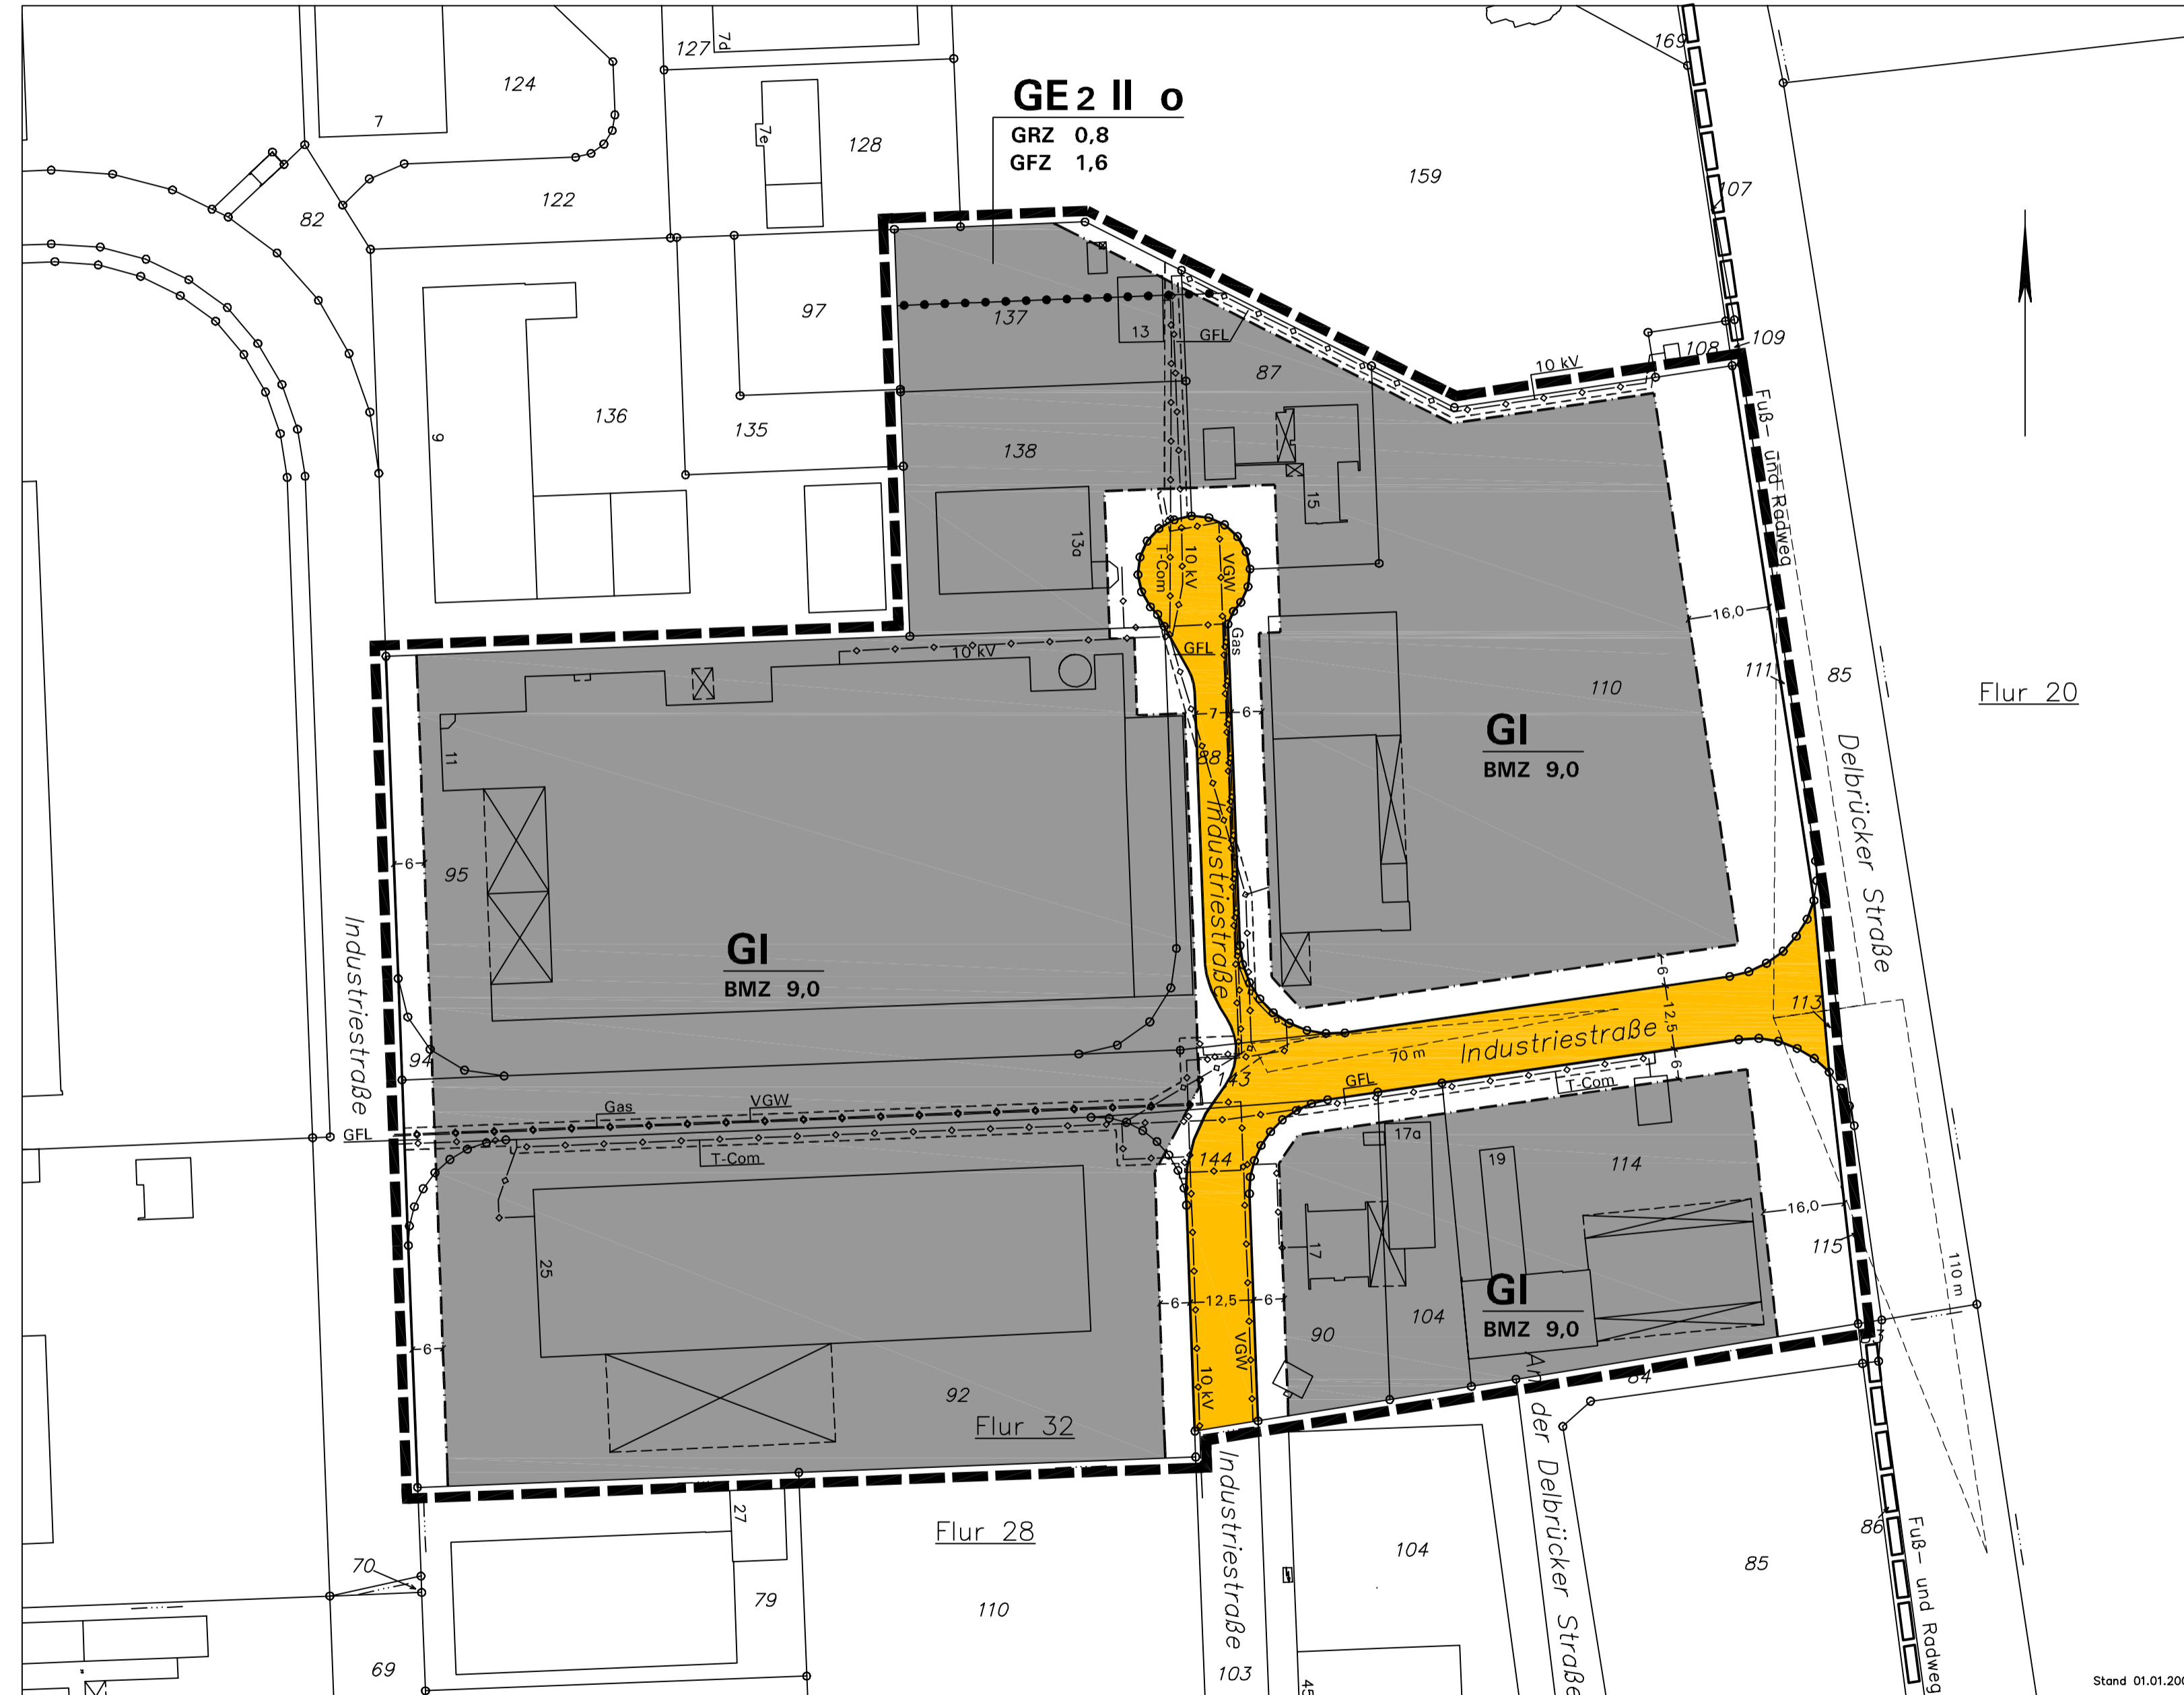 127
7d
169
124
7
GE 2 II o
GRZ 0,8
GFZ 1,6
7e
128
159
107
122
82
97
137
13
GFL
87
10 kV
108
109
136
135
138
9
15
13a
Fuß- und Radweg
T-Com
10 kV
VGW
16,0
GFL
Gas
10 kV
111
85
110
Flur 20
7
6
GI
BMZ 9,0
11
88
Delbrücker Straße
6
95
Industriestraße
GI
BMZ 9,0
Industriestraße
6
12,5
6
113
94
143
70 m
Industriestraße
GFL
T-Com
Gas
VGW
GFL
T-Com
144
17a
19
114
16,0
115
25
17
110 m
6
12,5
6
GI
BMZ 9,0
90
104
6
VGW
10 kV
92
Flur 32
84
An der Delbrücker Straße
Industriestraße
27
Flur 28
86
Fuß- und Radweg
104
85
70
79
110
69
103
45
Stand 01.01.200